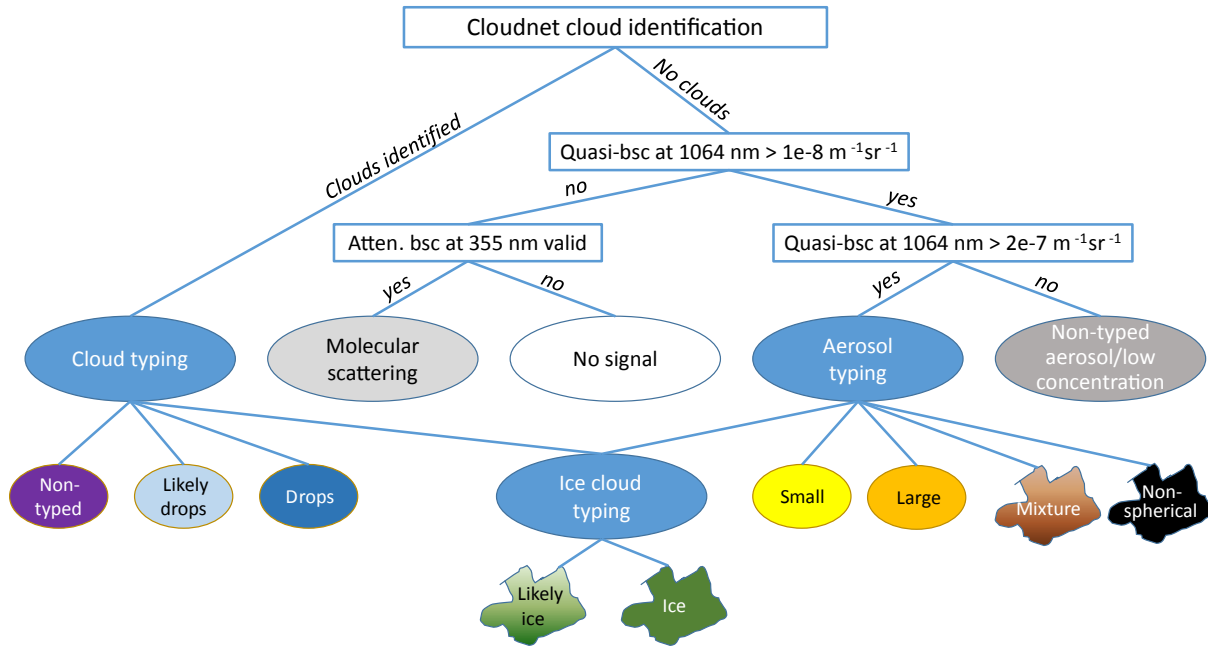 Cloudnet cloud identification
No clouds
Clouds identified
Quasi-bsc at 1064 nm > 1e-8 m⁻¹sr⁻¹
no
yes
Atten. bsc at 355 nm valid
Quasi-bsc at 1064 nm > 2e-7 m⁻¹sr⁻¹
yes
no
yes
no
Cloud typing
Molecular
scattering
No signal
Aerosol
typing
Non-typed
aerosol/low
concentration
Non-
typed
Likely
drops
Drops
Ice cloud
typing
Small
Large
Mixture
Non-
spherical
Likely
ice
Ice